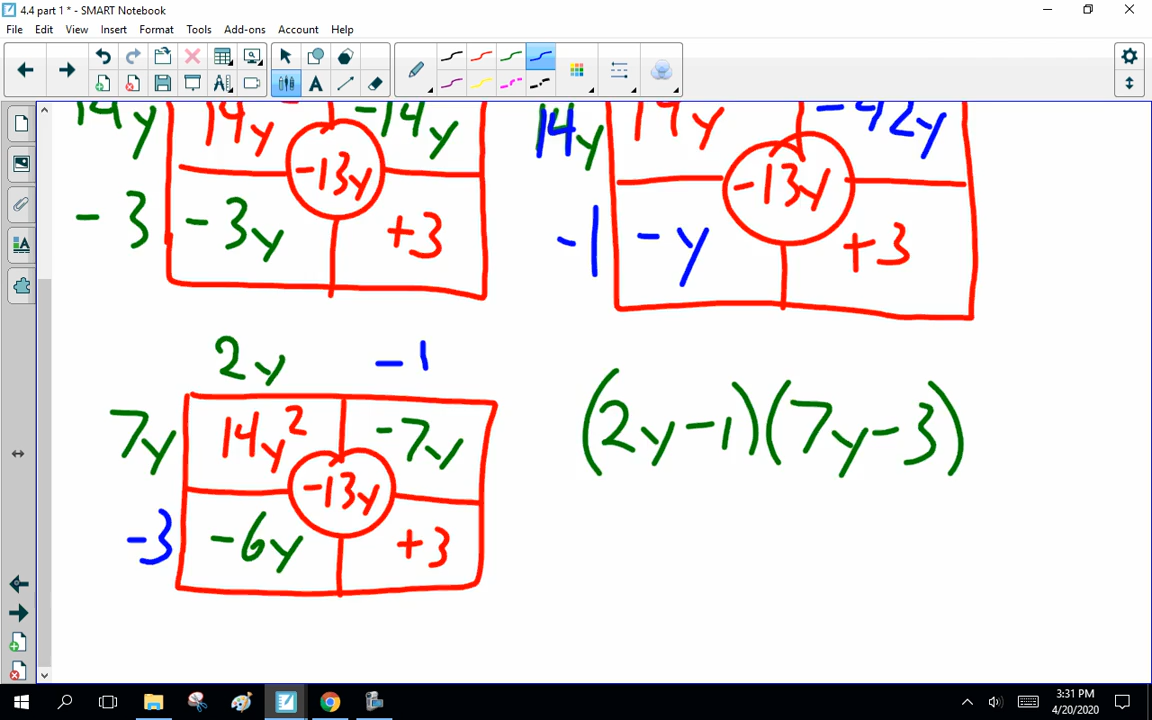 4.4 part 1 * - SMART Notebook
File Edit View Insert Format Tools Add-ons Account Help
14y 14y -14y
-13y
-3 -3y +3
14y 14y -42y
-13y
-1 -y +3
2y -1
7y 14y² -7y
-13y
-3 -6y +3
(2y-1)(7y-3)
3:31 PM
4/20/2020